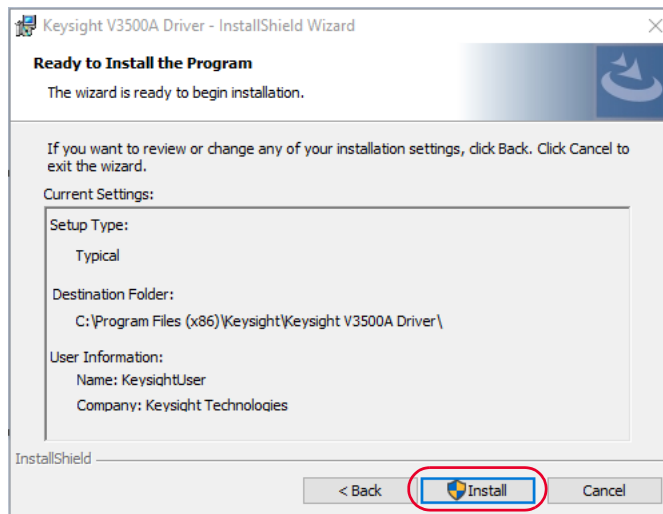 Keysight V3500A Driver - InstallShield Wizard
Ready to Install the Program
The wizard is ready to begin installation.
If you want to review or change any of your installation settings, click Back. Click Cancel to
exit the wizard.
Current Settings:
Setup Type:
Typical
Destination Folder:
C:\Program Files (x86)\Keysight\Keysight V3500A Driver\
User Information:
Name: KeysightUser
Company: Keysight Technologies
InstallShield
< Back
Install
Cancel